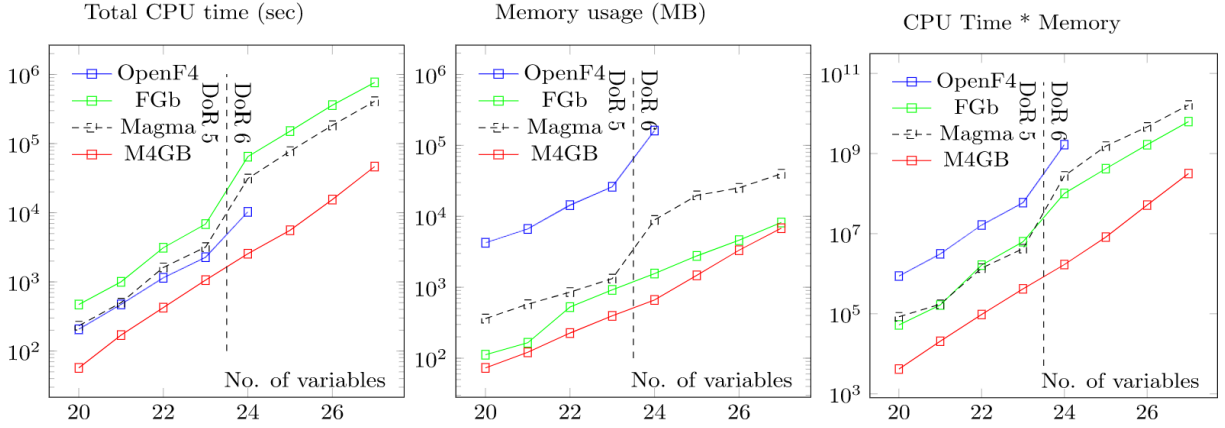 Total CPU time (sec)
10^6
10^5
10^4
10^3
10^2
OpenF4
FGb
Magma
M4GB
DoR 5
DoR 6
No. of variables
20 22 24 26
Memory usage (MB)
10^6
10^5
10^4
10^3
10^2
OpenF4
FGb
Magma
M4GB
DoR 5
DoR 6
No. of variables
20 22 24 26
CPU Time * Memory
10^11
10^9
10^7
10^5
10^3
OpenF4
FGb
Magma
M4GB
DoR 5
DoR 6
No. of variables
20 22 24 26